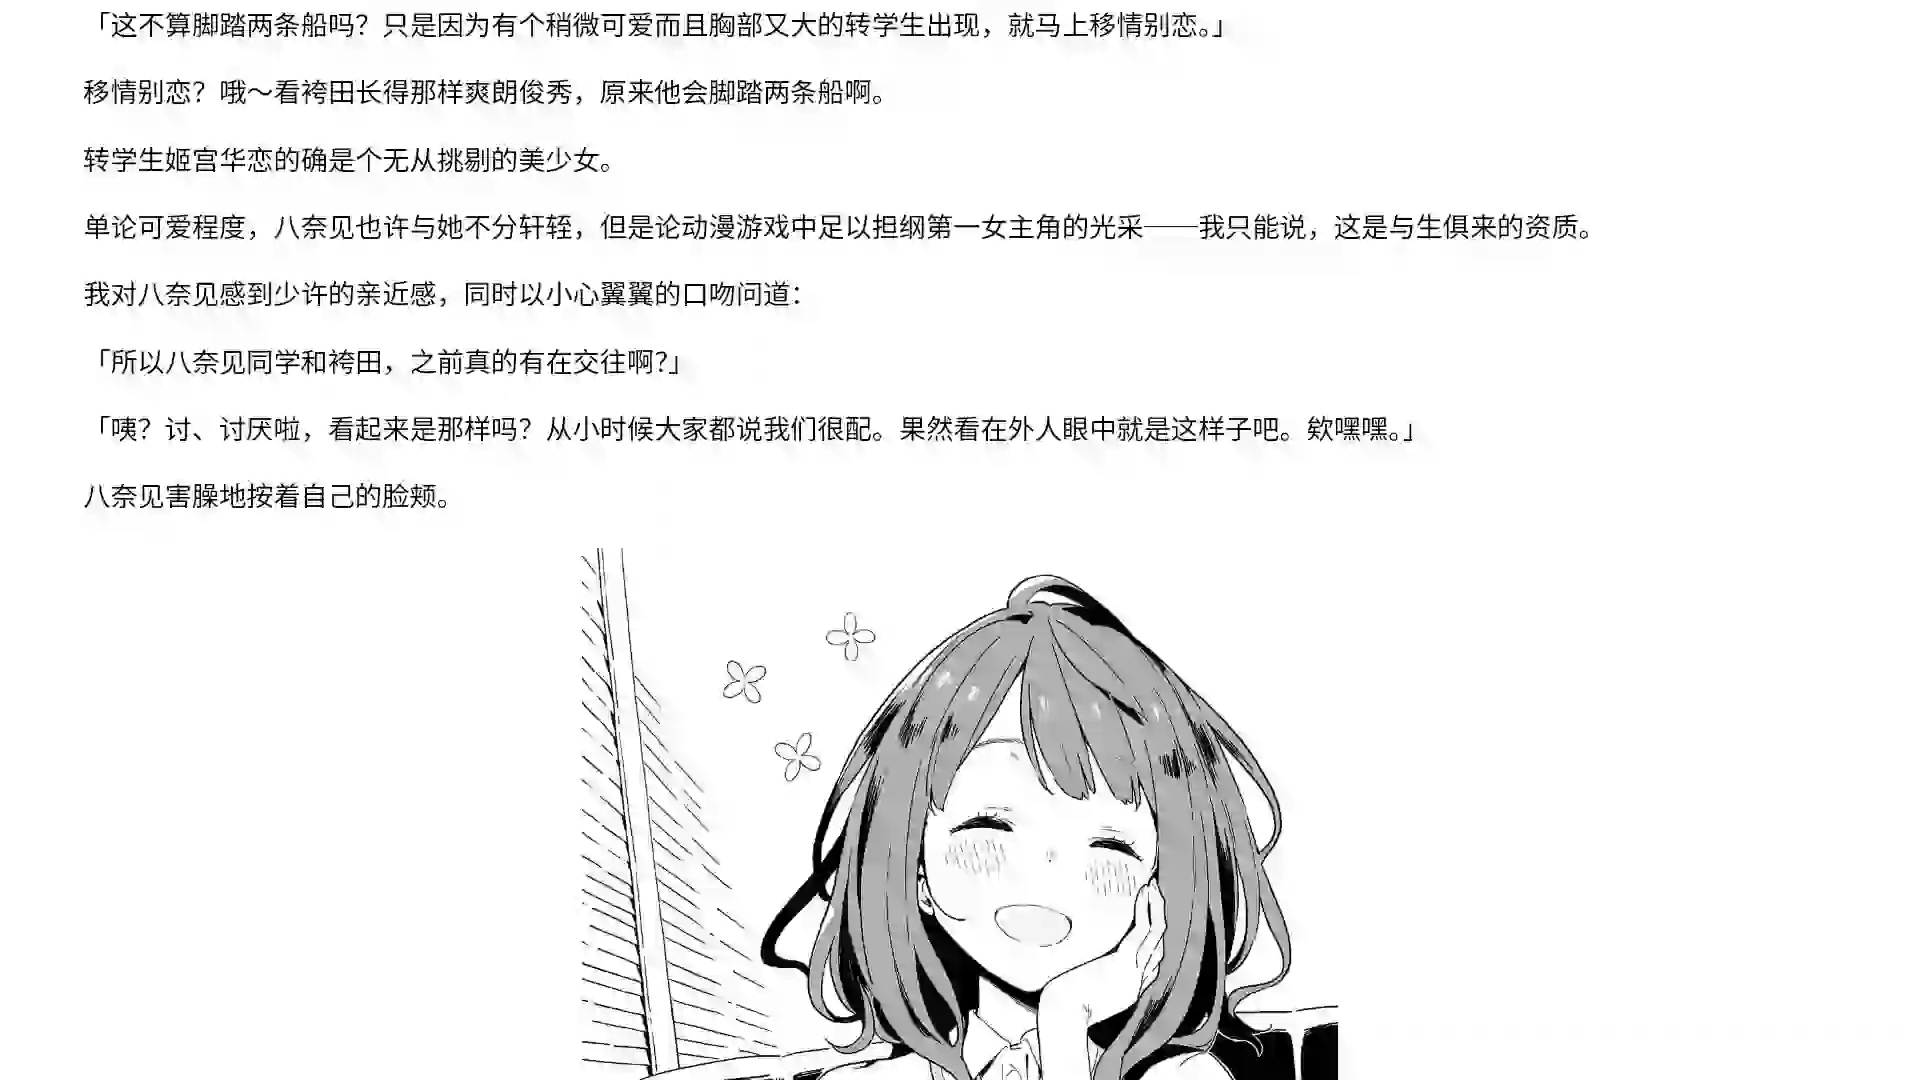 「这不算脚踏两条船吗？只是因为有个稍微可爱而且胸部又大的转学生出现，就马上移情别恋。」
移情别恋？哦～看袴田长得那样爽朗俊秀，原来他会脚踏两条船啊。
转学生姬宫华恋的确是个无从挑剔的美少女。
单论可爱程度，八奈见也许与她不分轩轾，但是论动漫游戏中足以担纲第一女主角的光采——我只能说，这是与生俱来的资质。
我对八奈见感到少许的亲近感，同时以小心翼翼的口吻问道：
「所以八奈见同学和袴田，之前真的有在交往啊?」
「咦？讨、讨厌啦，看起来是那样吗？从小时候大家都说我们很配。果然看在外人眼中就是这样子吧。欸嘿嘿。」
八奈见害臊地按着自己的脸颊。